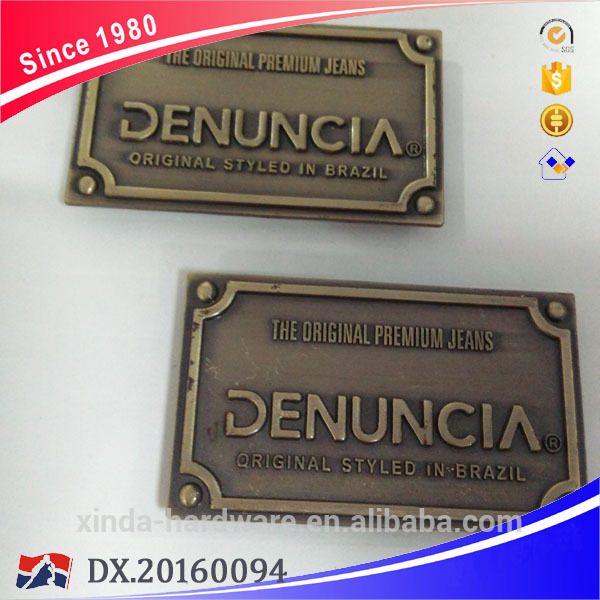 Since 1980
THE ORIGINAL PREMIUM JEANS
DENUNCIA®
ORIGINAL STYLED IN BRAZIL
SGS
$
THE ORIGINAL PREMIUM JEANS
DENUNCIA®
ORIGINAL STYLED IN BRAZIL
xinda-hardware.en.alibaba.com
DX.20160094